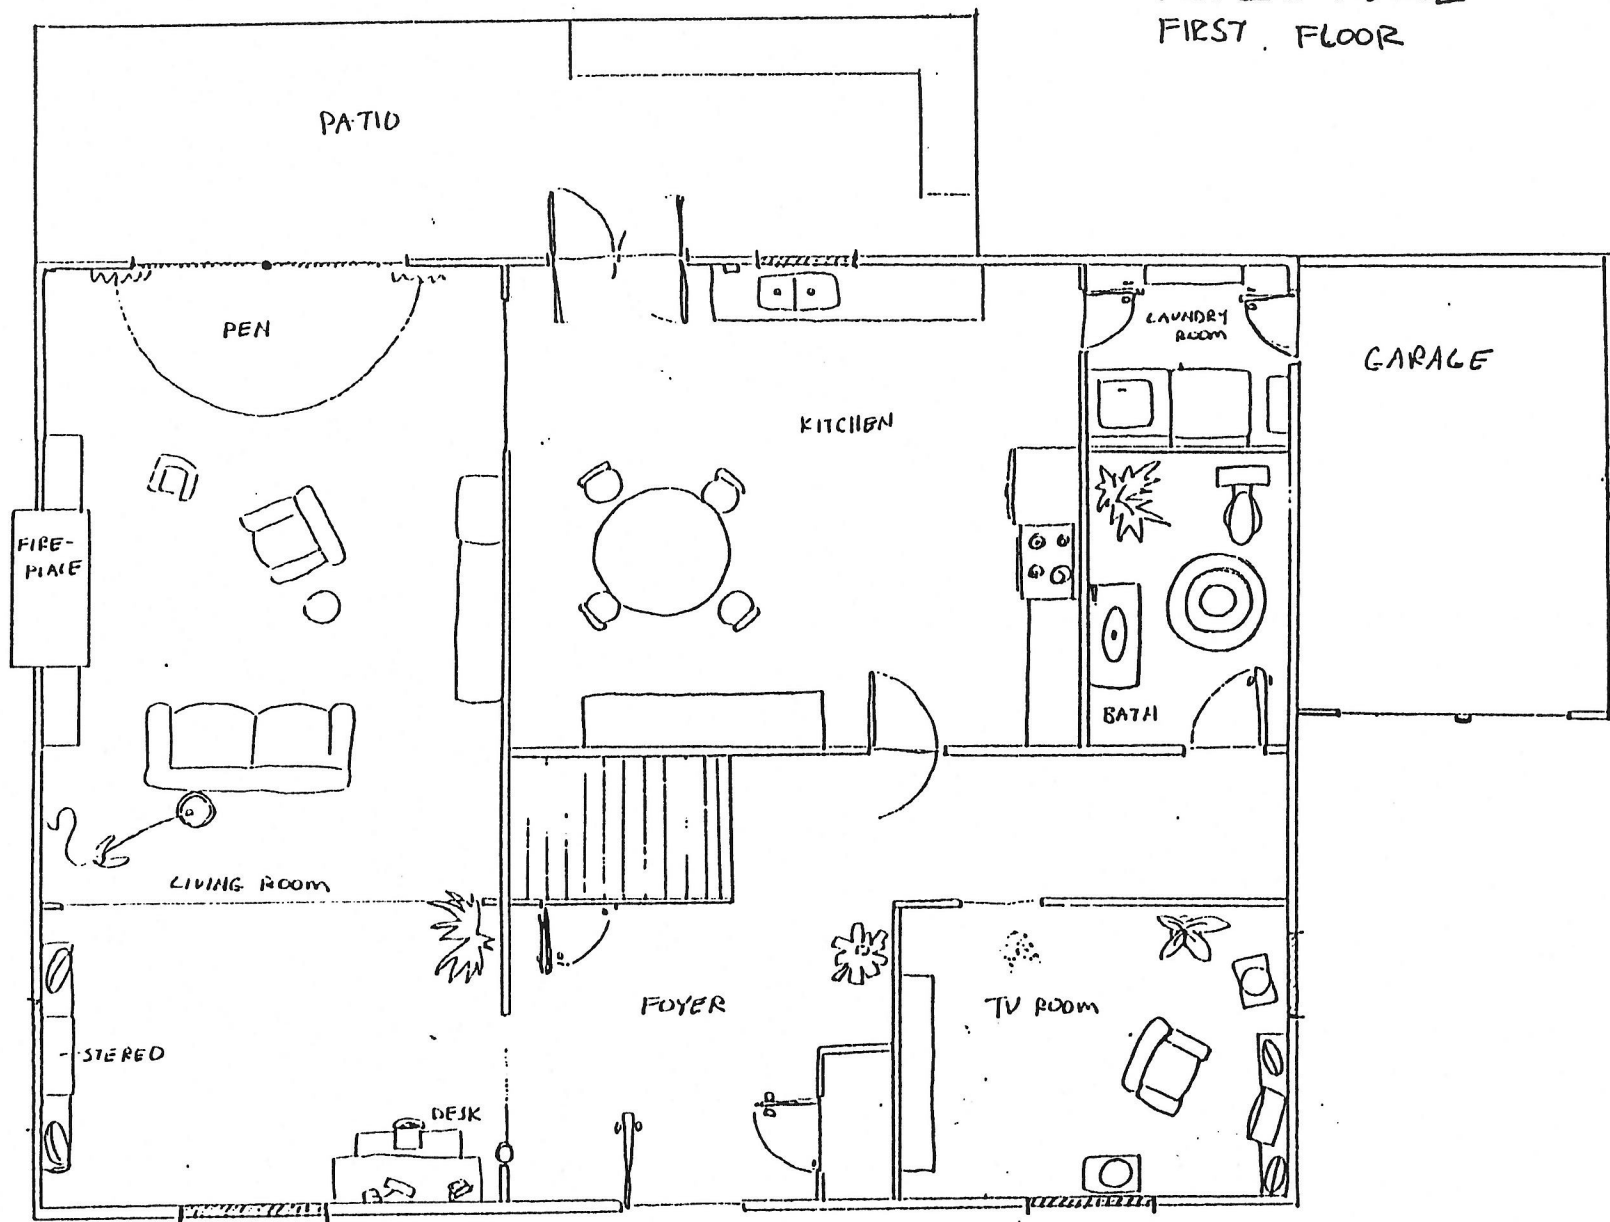 FIRST. FLOOR
PATIO
PEN
LAUNDRY
ROOM
GARAGE
KITCHEN
FIRE-
PLACE
BATH
LIVING ROOM
FOYER
TV ROOM
STEREO
DESK